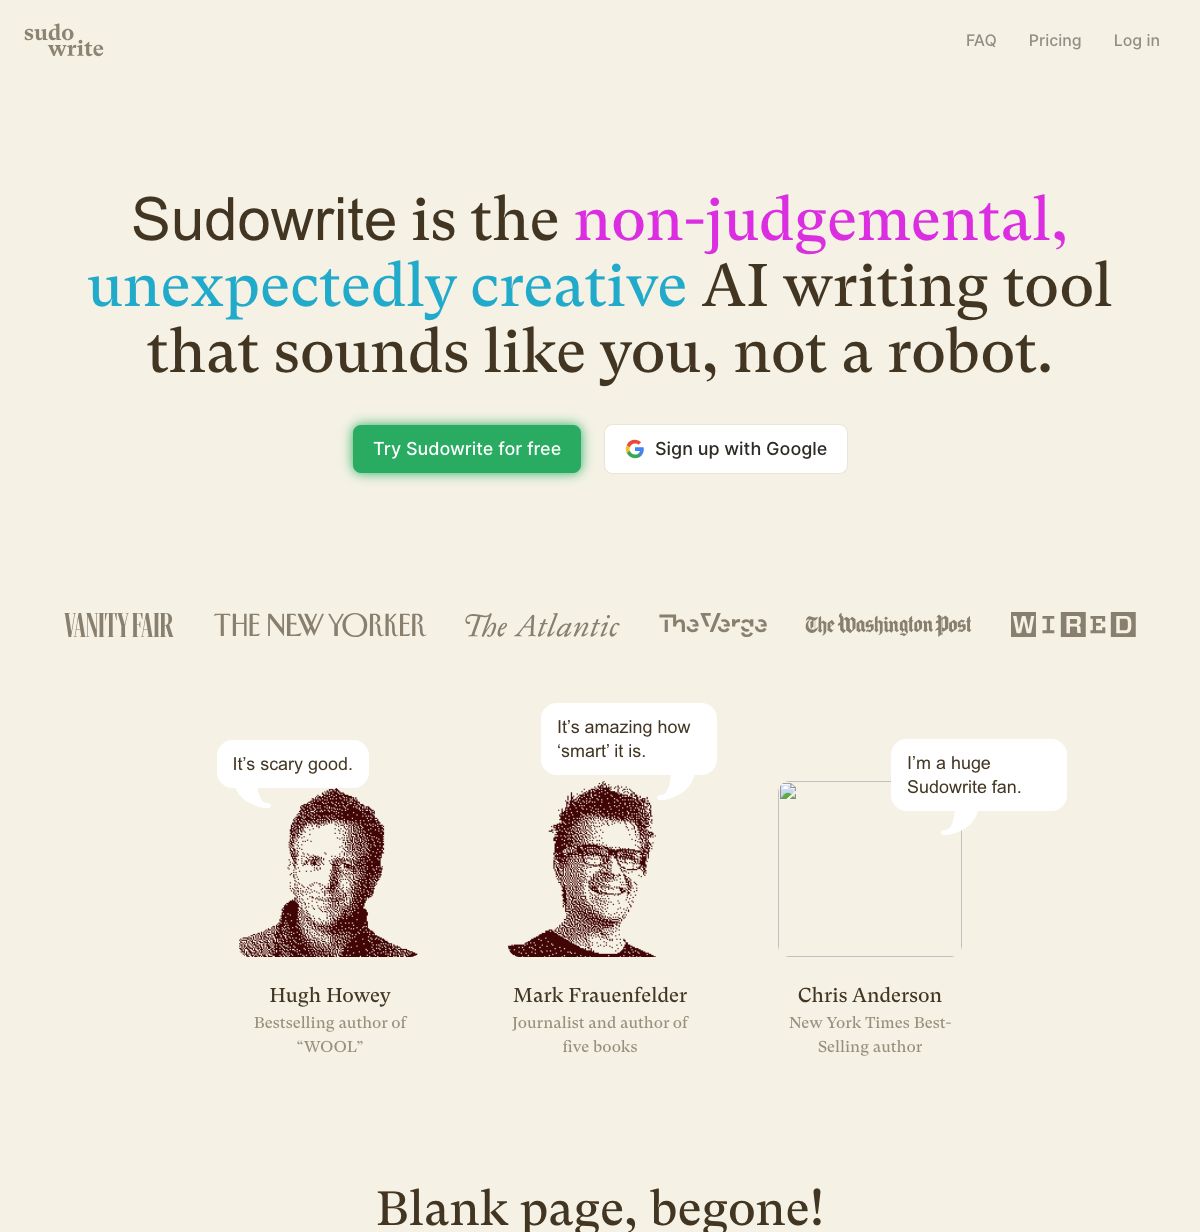 sudo
write
FAQ Pricing Log in
Sudowrite is the non-judgemental,
unexpectedly creative AI writing tool
that sounds like you, not a robot.
Try Sudowrite for free Sign up with Google
VANITY FAIR THE NEW YORKER The Atlantic TheVerge The Washington Post WIRED
It’s amazing how
‘smart’ it is.
It’s scary good.
I’m a huge
Sudowrite fan.
Hugh Howey Mark Frauenfelder Chris Anderson
Bestselling author of Journalist and author of New York Times Best-
“WOOL” five books Selling author
Blank page, begone!